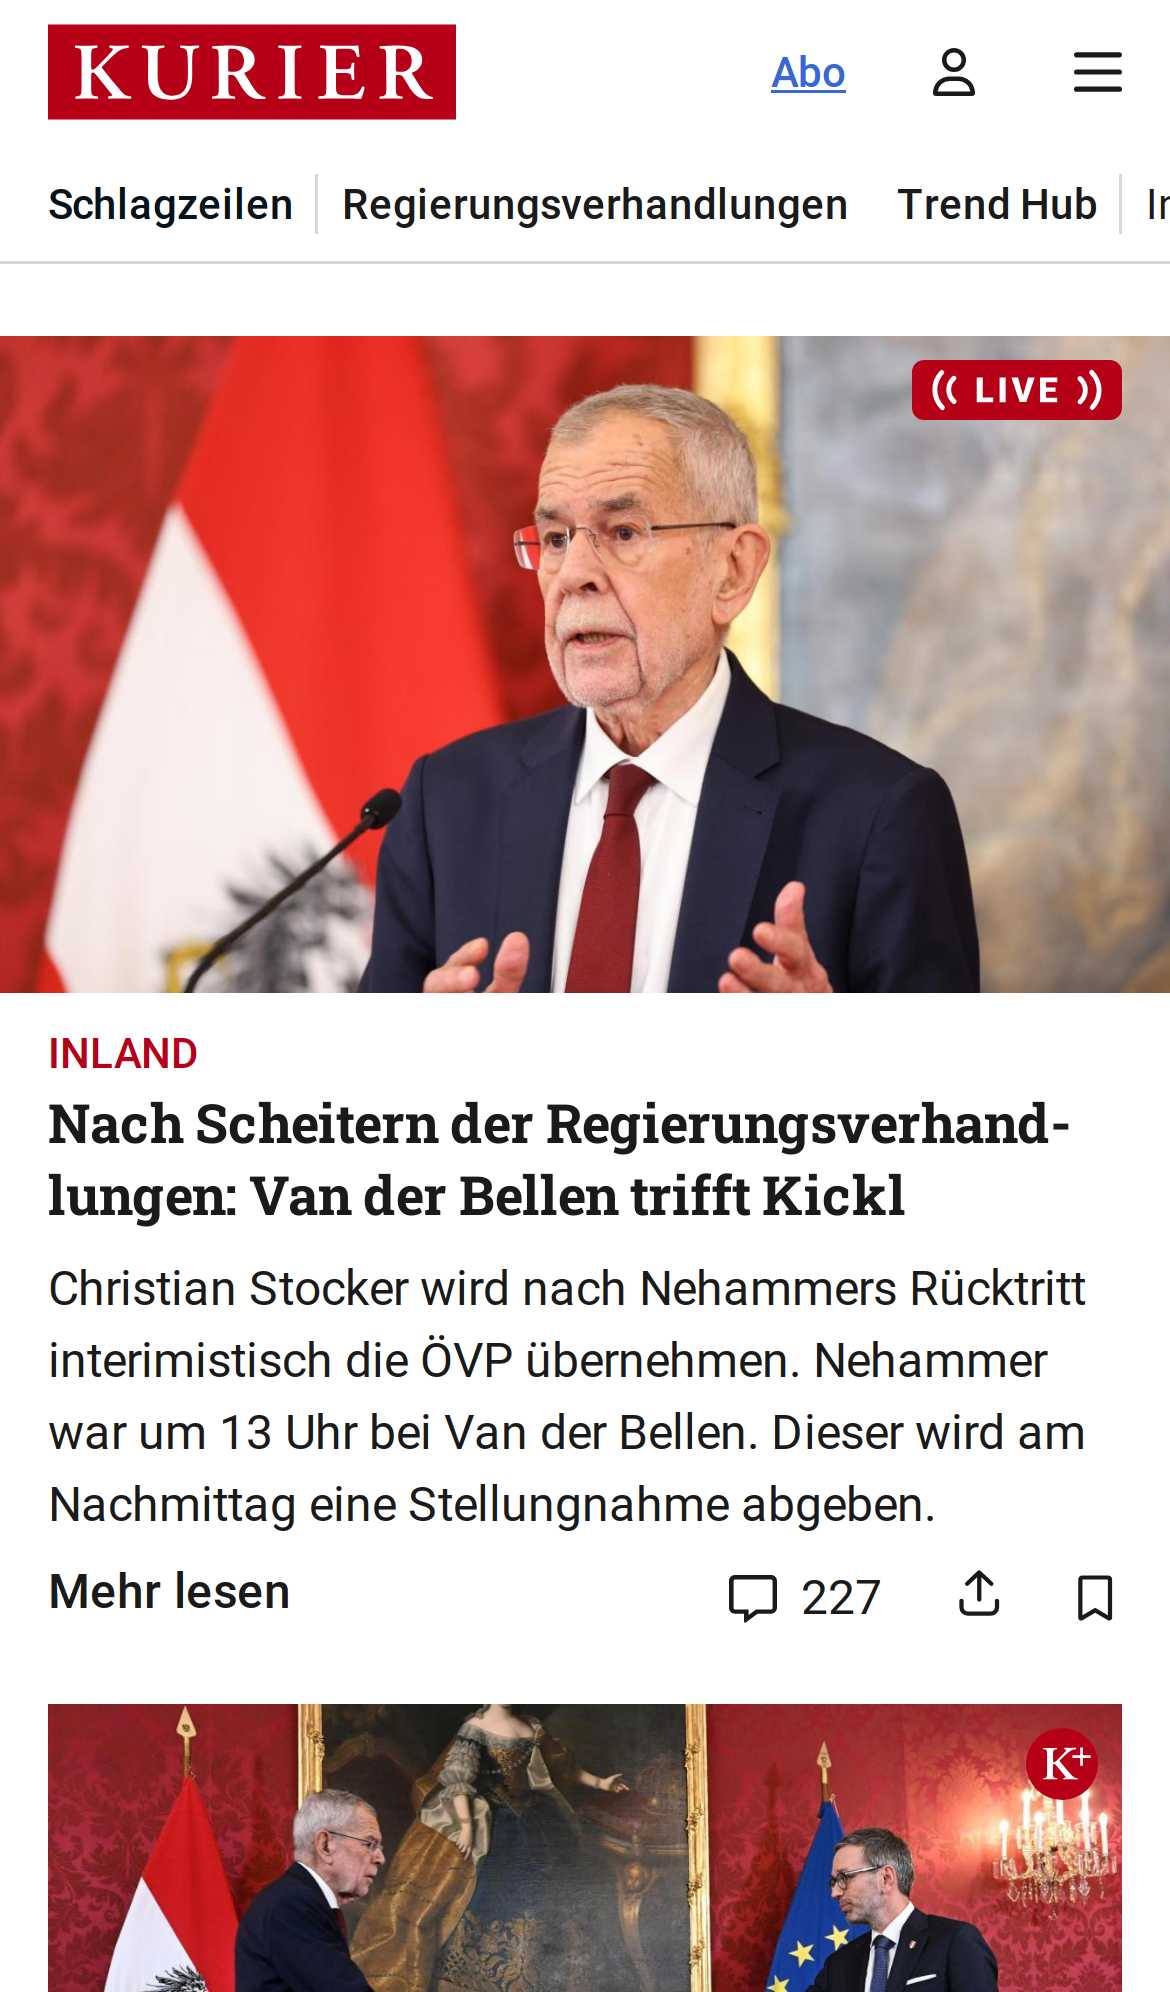 KURIER
Abo
Schlagzeilen
Regierungsverhandlungen
Trend Hub
LIVE
INLAND
Nach Scheitern der Regierungsverhand-
lungen: Van der Bellen trifft Kickl
Christian Stocker wird nach Nehammers Rücktritt
interimistisch die ÖVP übernehmen. Nehammer
war um 13 Uhr bei Van der Bellen. Dieser wird am
Nachmittag eine Stellungnahme abgeben.
Mehr lesen
227
K+